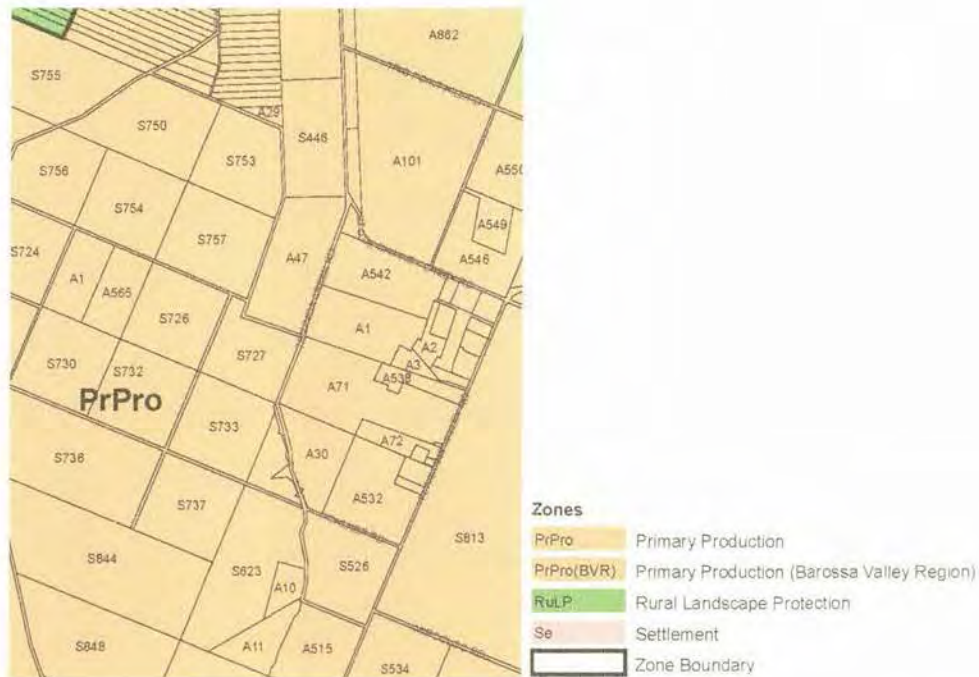 A882
S755
A29
S750
S446
S753
A101
A550
S756
S754
A549
S757
S724
A47
A546
A542
A1
A565
S726
A1
S727
A2
S730
S732
A3
A538
A71
PrPro
S733
A72
A30
S736
S737
A532
S813
S844
S623
S526
A10
S848
A11
A515
S534
Zones
PrPro Primary Production
PrPro(BVR) Primary Production (Barossa Valley Region)
RuLP Rural Landscape Protection
Se Settlement
Zone Boundary